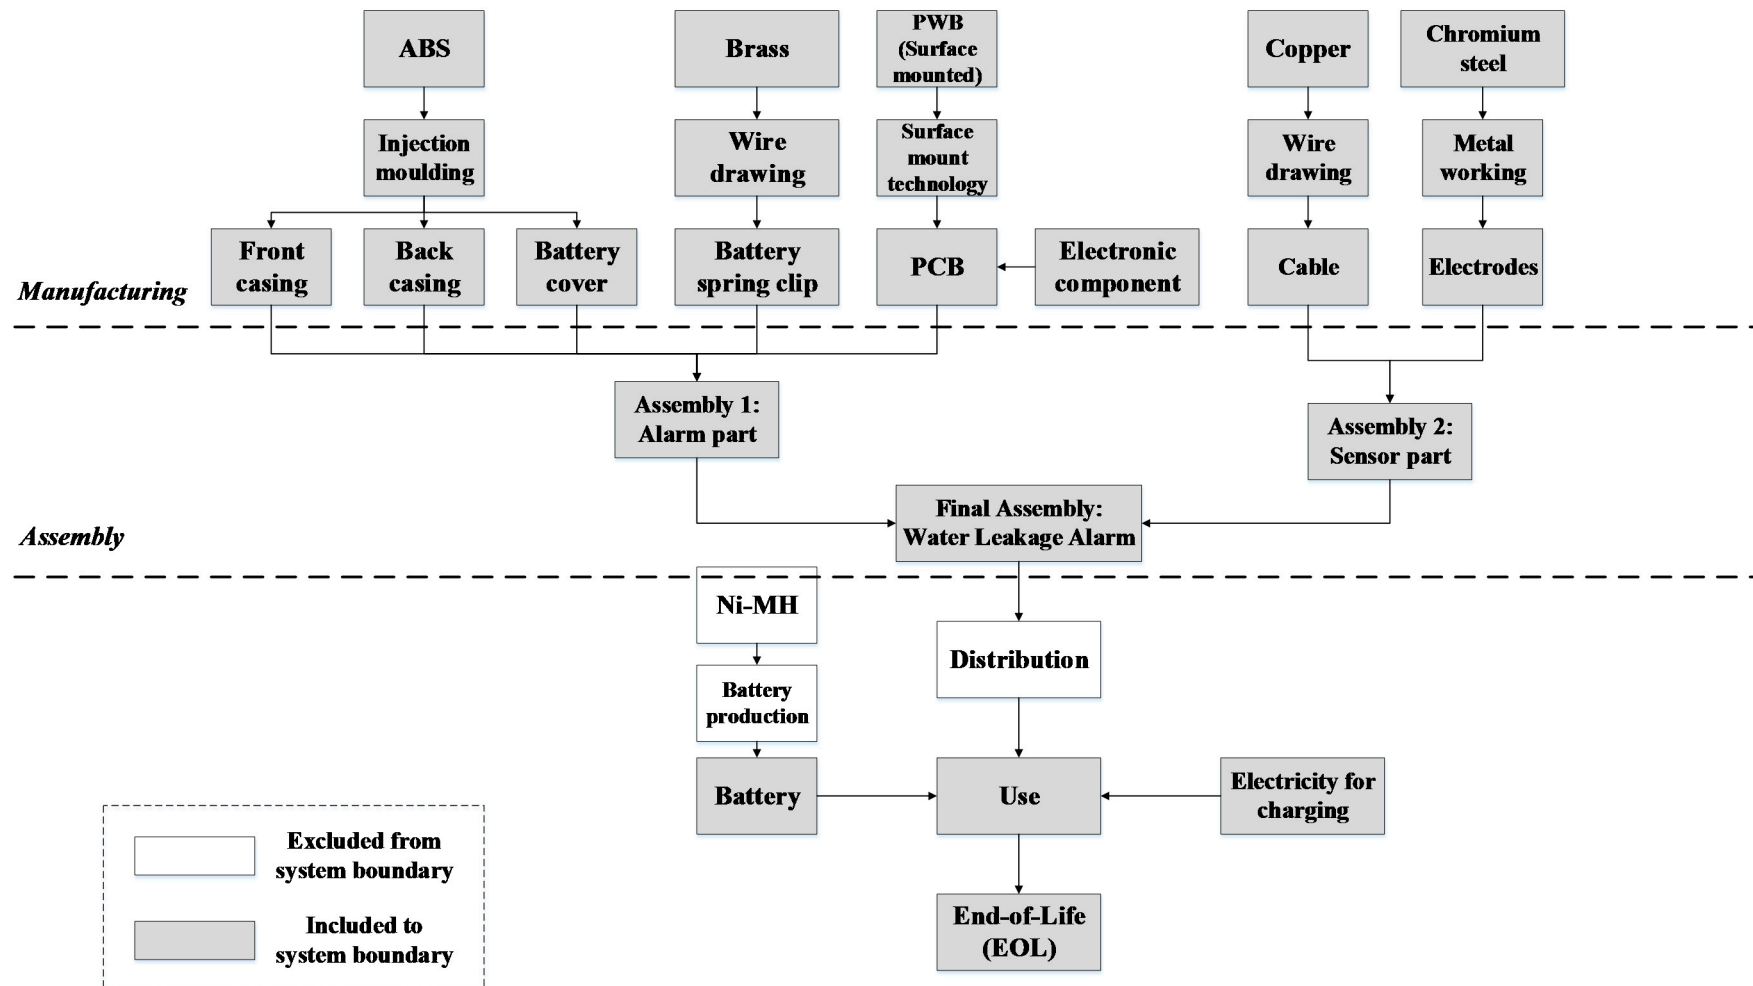 ABS
Brass
PWB
(Surface
mounted)
Copper
Chromium
steel
Injection
moulding
Wire
drawing
Surface
mount
technology
Wire
drawing
Metal
working
Front
casing
Back
casing
Battery
cover
Battery
spring clip
PCB
Electronic
component
Cable
Electrodes
Manufacturing
Assembly 1:
Alarm part
Assembly 2:
Sensor part
Final Assembly:
Water Leakage Alarm
Assembly
Ni-MH
Distribution
Battery
production
Battery
Use
Electricity for
charging
Excluded from
system boundary
Included to
system boundary
End-of-Life
(EOL)